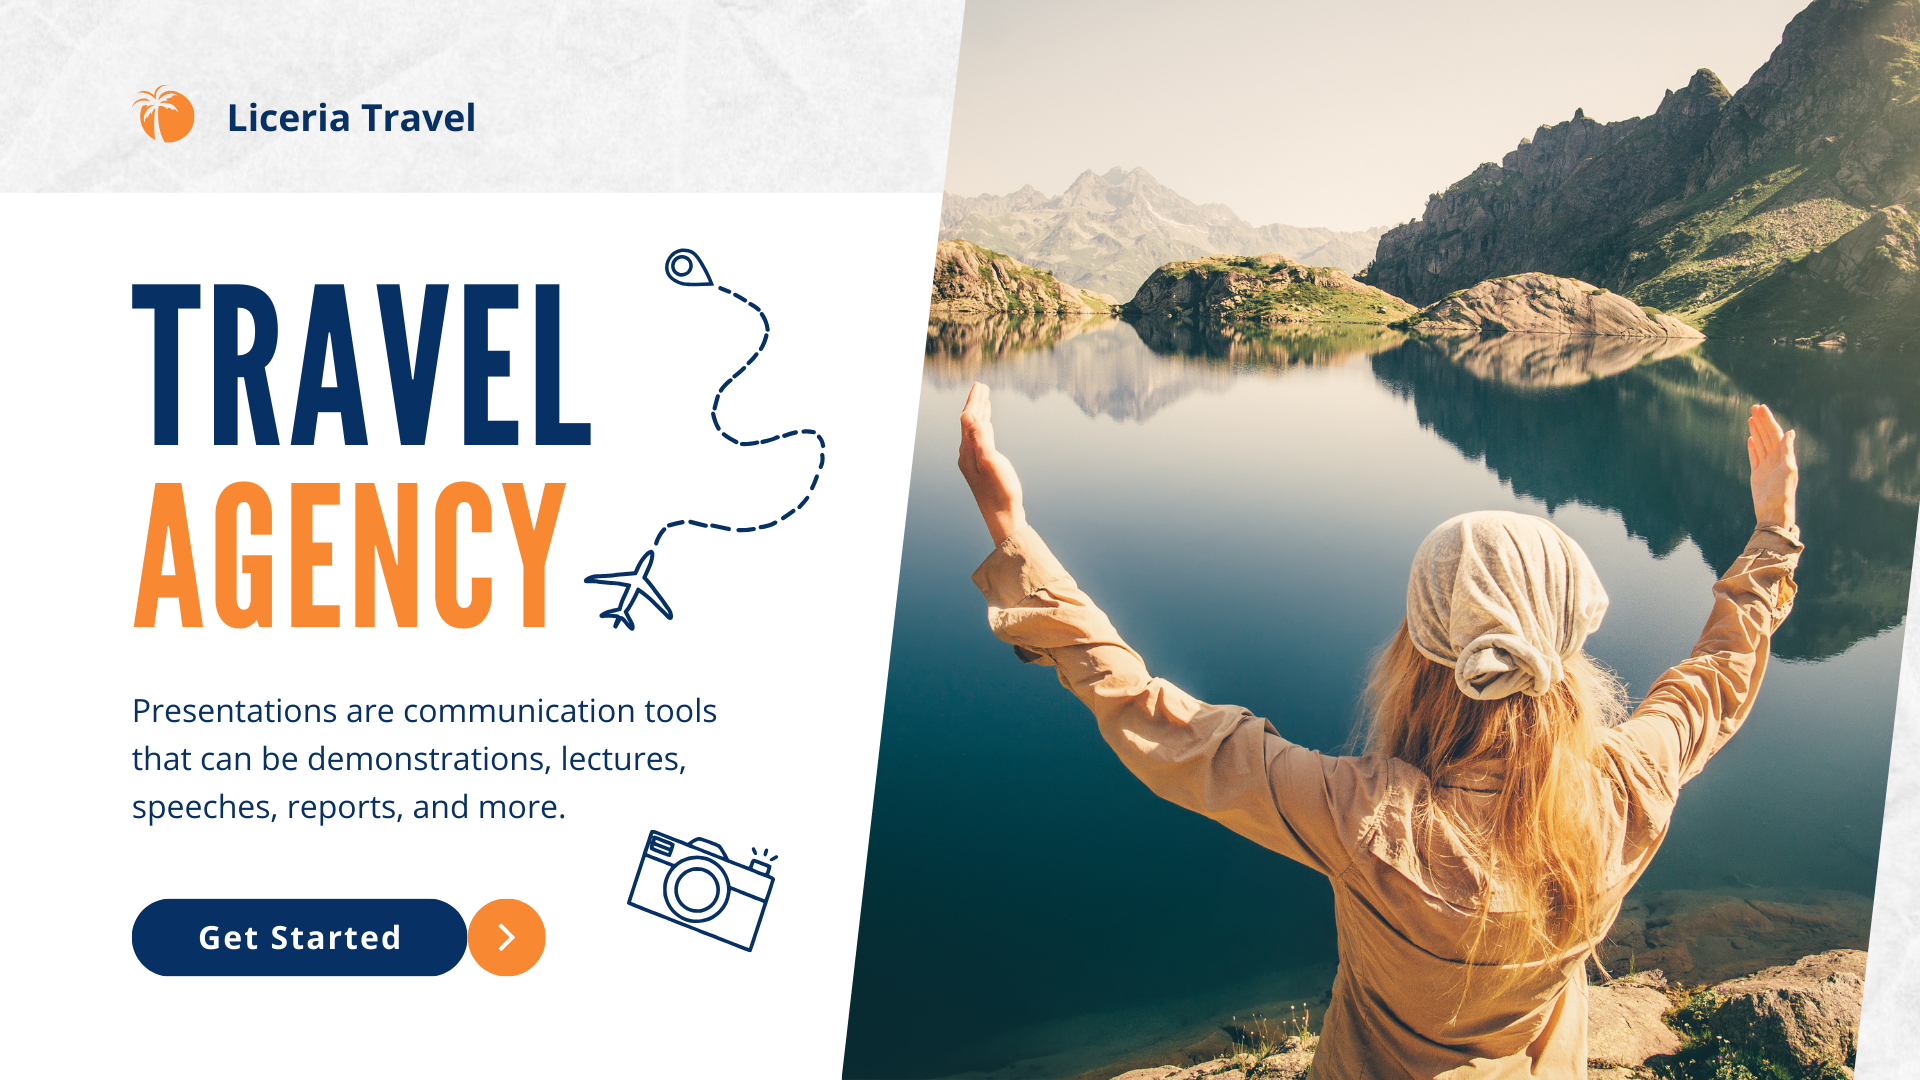 Liceria Travel
TRAVEL
AGENCY
Presentations are communication tools
that can be demonstrations, lectures,
speeches, reports, and more.
Get Started